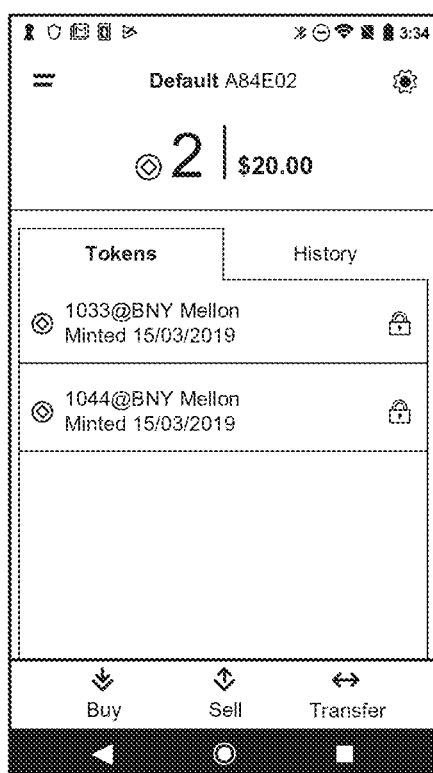 3:34
Default A84E02
2 $20.00
Tokens History
1033@BNY Mellon
Minted 15/03/2019
1044@BNY Mellon
Minted 15/03/2019
Buy Sell Transfer